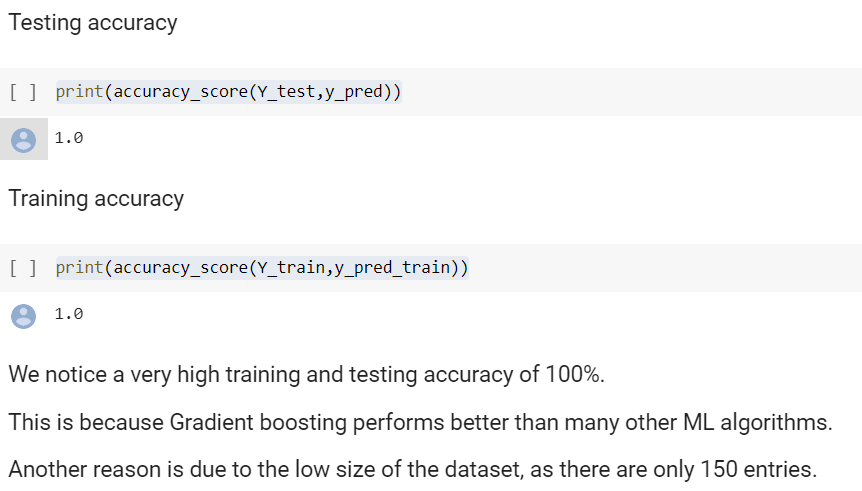 Testing accuracy
[ ] print(accuracy_score(Y_test,y_pred))
1.0
Training accuracy
[ ] print(accuracy_score(Y_train,y_pred_train))
1.0
We notice a very high training and testing accuracy of 100%.
This is because Gradient boosting performs better than many other ML algorithms.
Another reason is due to the low size of the dataset, as there are only 150 entries.